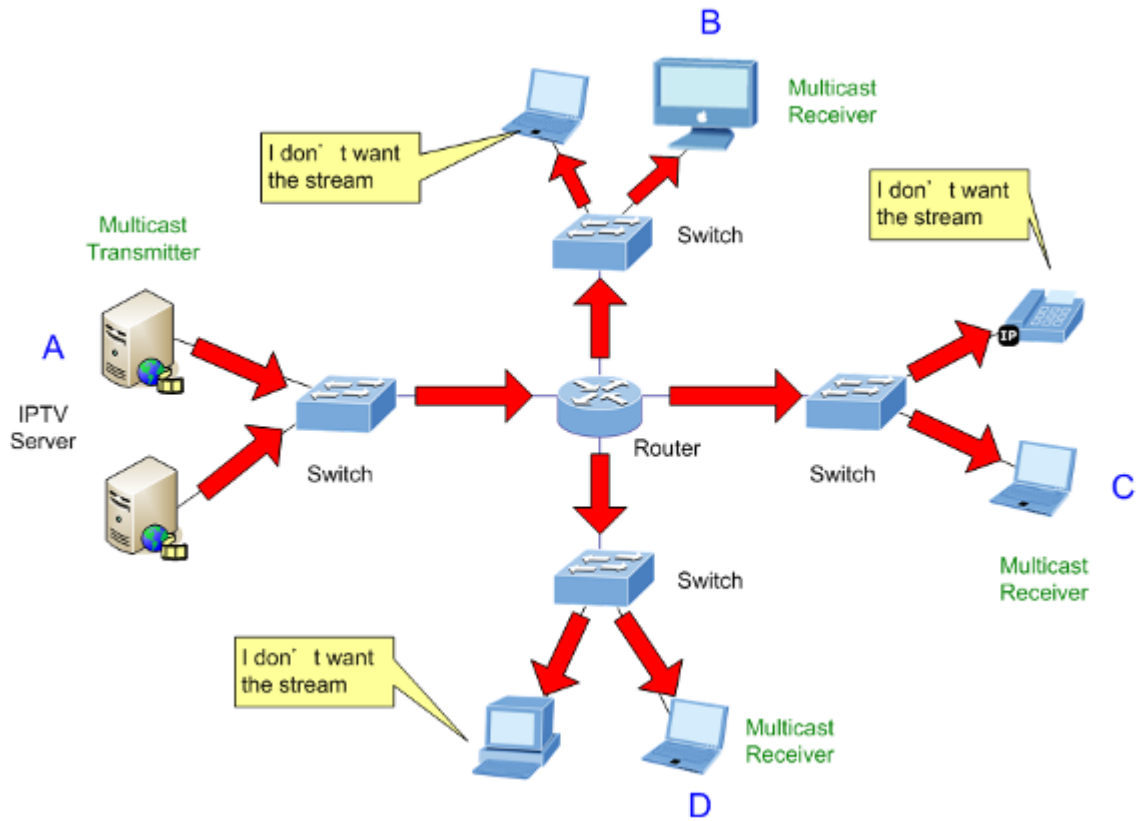 B
Multicast
Receiver
I don't want
the stream
I don't want
the stream
Switch
Multicast
Transmitter
A
IP
IPTV
Server
Switch
Router
Switch
C
Switch
Multicast
Receiver
I don't want
the stream
Multicast
Receiver
D